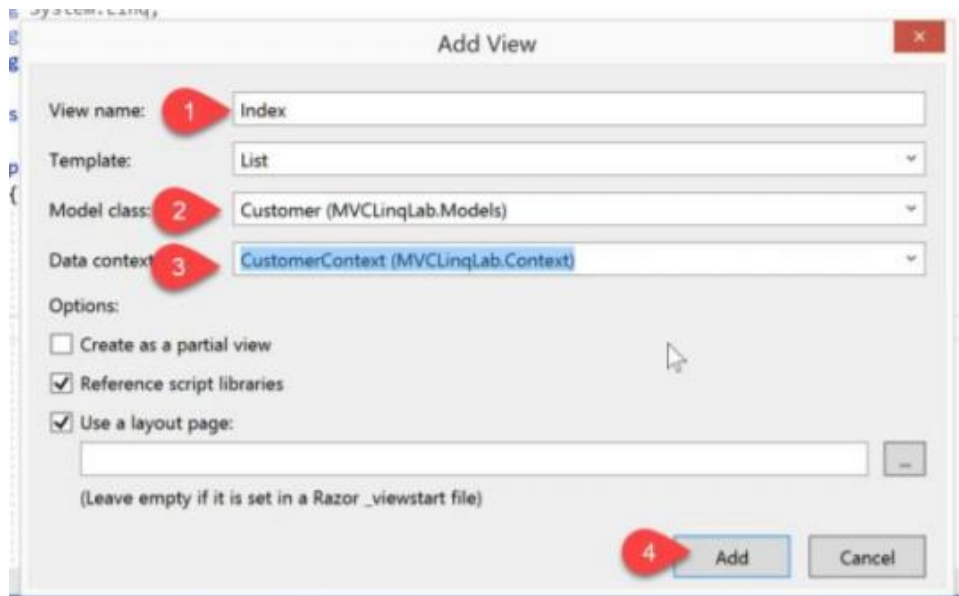 System.Linq;
Add View
View name: 1 Index
Template: List
Model class: 2 Customer (MVCLinqLab.Models)
Data context 3 CustomerContext (MVCLinqLab.Context)
Options:
Create as a partial view
Reference script libraries
Use a layout page:
...
(Leave empty if it is set in a Razor _viewstart file)
4 Add Cancel